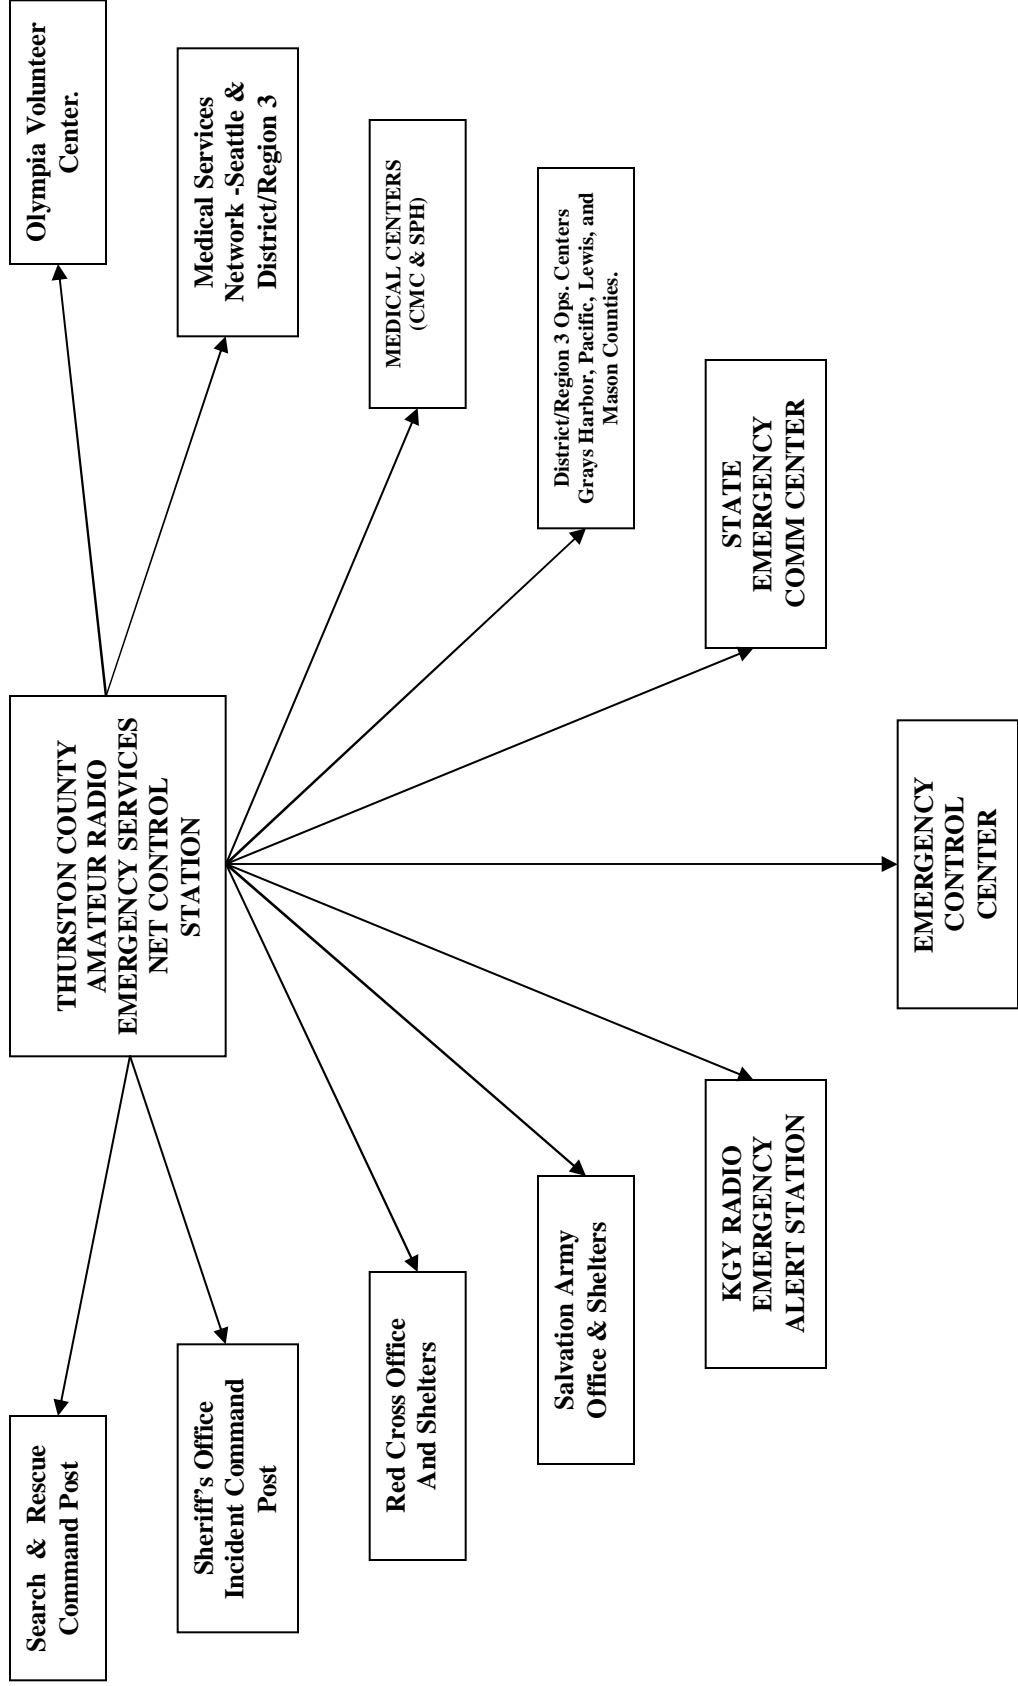 THURSTON COUNTY
AMATEUR RADIO
EMERGENCY SERVICES
NET CONTROL
STATION
Search & Rescue
Command Post
Olympia Volunteer
Center.
Sheriff's Office
Incident Command
Post
Medical Services
Network -Seattle &
District/Region 3
Red Cross Office
And Shelters
MEDICAL CENTERS
(CMC & SPH)
Salvation Army
Office & Shelters
District/Region 3 Ops. Centers
Grays Harbor, Pacific, Lewis, and
Mason Counties.
KGY RADIO
EMERGENCY
ALERT STATION
STATE
EMERGENCY
COMM CENTER
EMERGENCY
CONTROL
CENTER